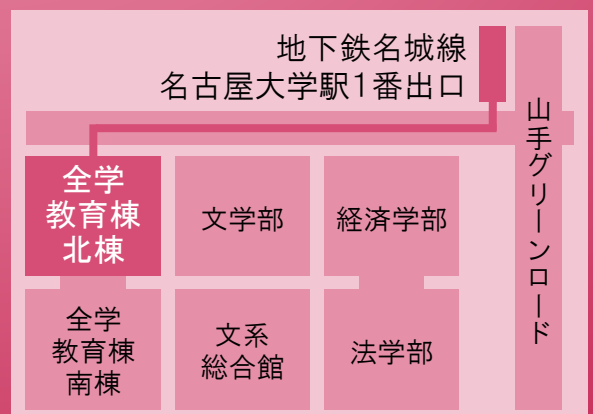 地下鉄名城線
名古屋大学駅1番出口
山手グリーンロード
全学
教育棟
北棟
文学部
経済学部
全学
教育棟
南棟
文系
総合館
法学部